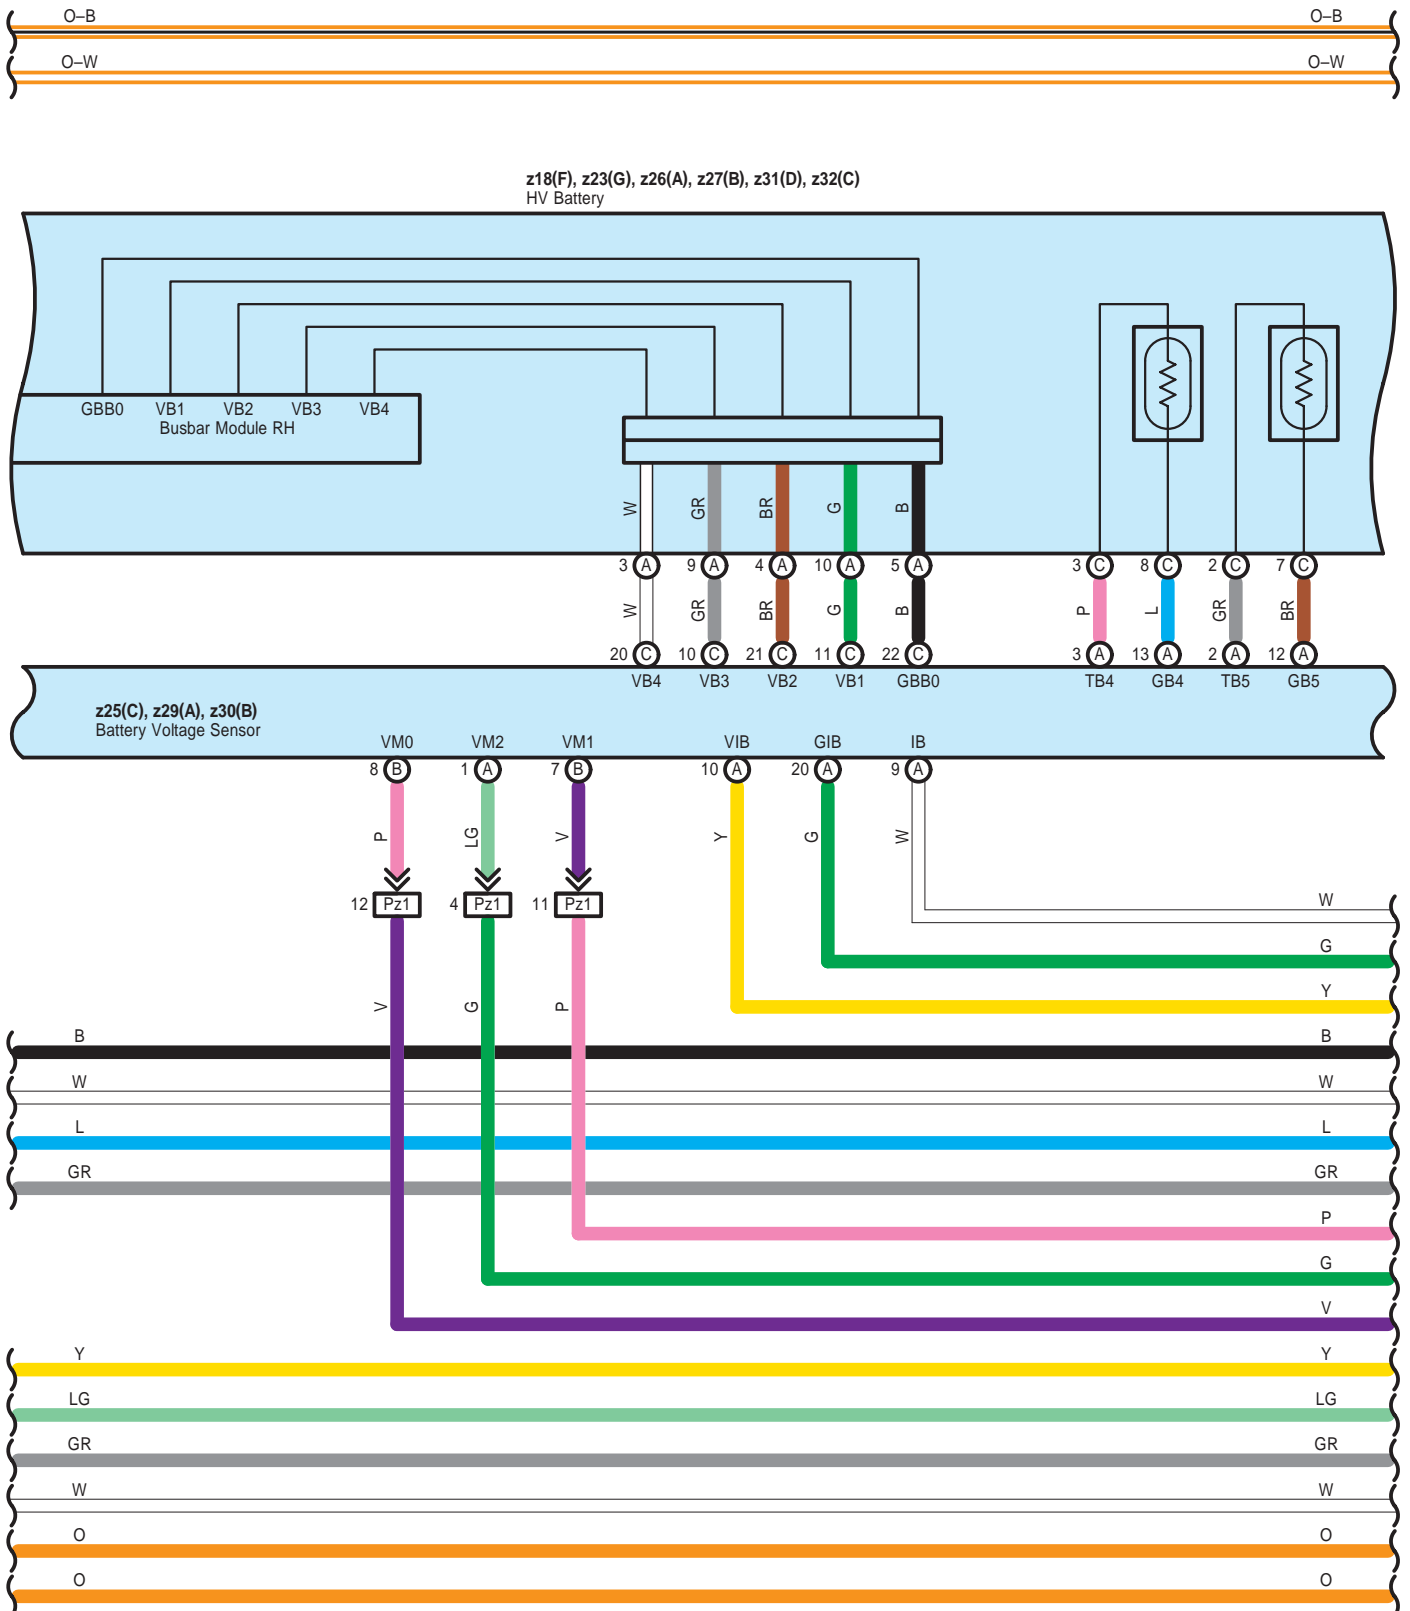 O–B O–B
O–W O–W
z18(F), z23(G), z26(A), z27(B), z31(D), z32(C)
HV Battery
GBB0 VB1 VB2 VB3 VB4
Busbar Module RH
W GR BR G B
3 A 9 A 4 A 10 A 5 A 3 C 8 C 2 C 7 C
W GR BR G B P L GR BR
20 C 10 C 21 C 11 C 22 C 3 A 13 A 2 A 12 A
VB4 VB3 VB2 VB1 GBB0 TB4 GB4 TB5 GB5
z25(C), z29(A), z30(B)
Battery Voltage Sensor
VM0 VM2 VM1 VIB GIB IB
8 B 1 A 7 B 10 A 20 A 9 A
P LG V Y G W
12 Pz1 4 Pz1 11 Pz1
W
G
Y
V G P
B B
W W
L L
GR GR
P
G
V
Y Y
LG LG
GR GR
W W
O O
O O